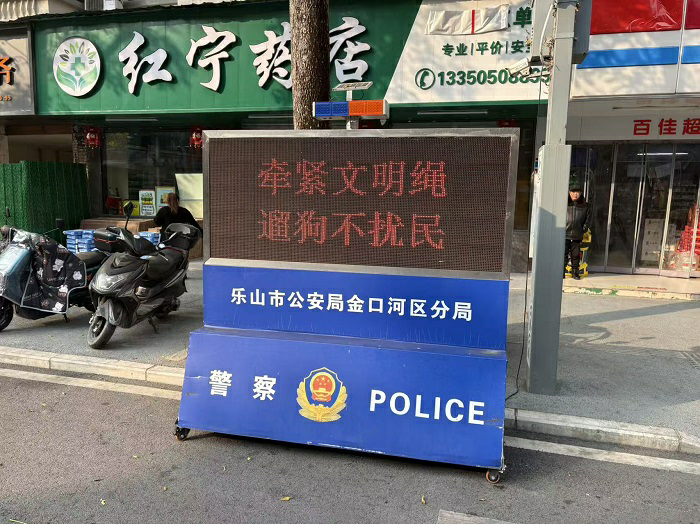 红宁药店
专业|平价|安全
牵紧文明绳
遛狗不扰民
乐山市公安局金口河区分局
警察 POLICE
百佳超